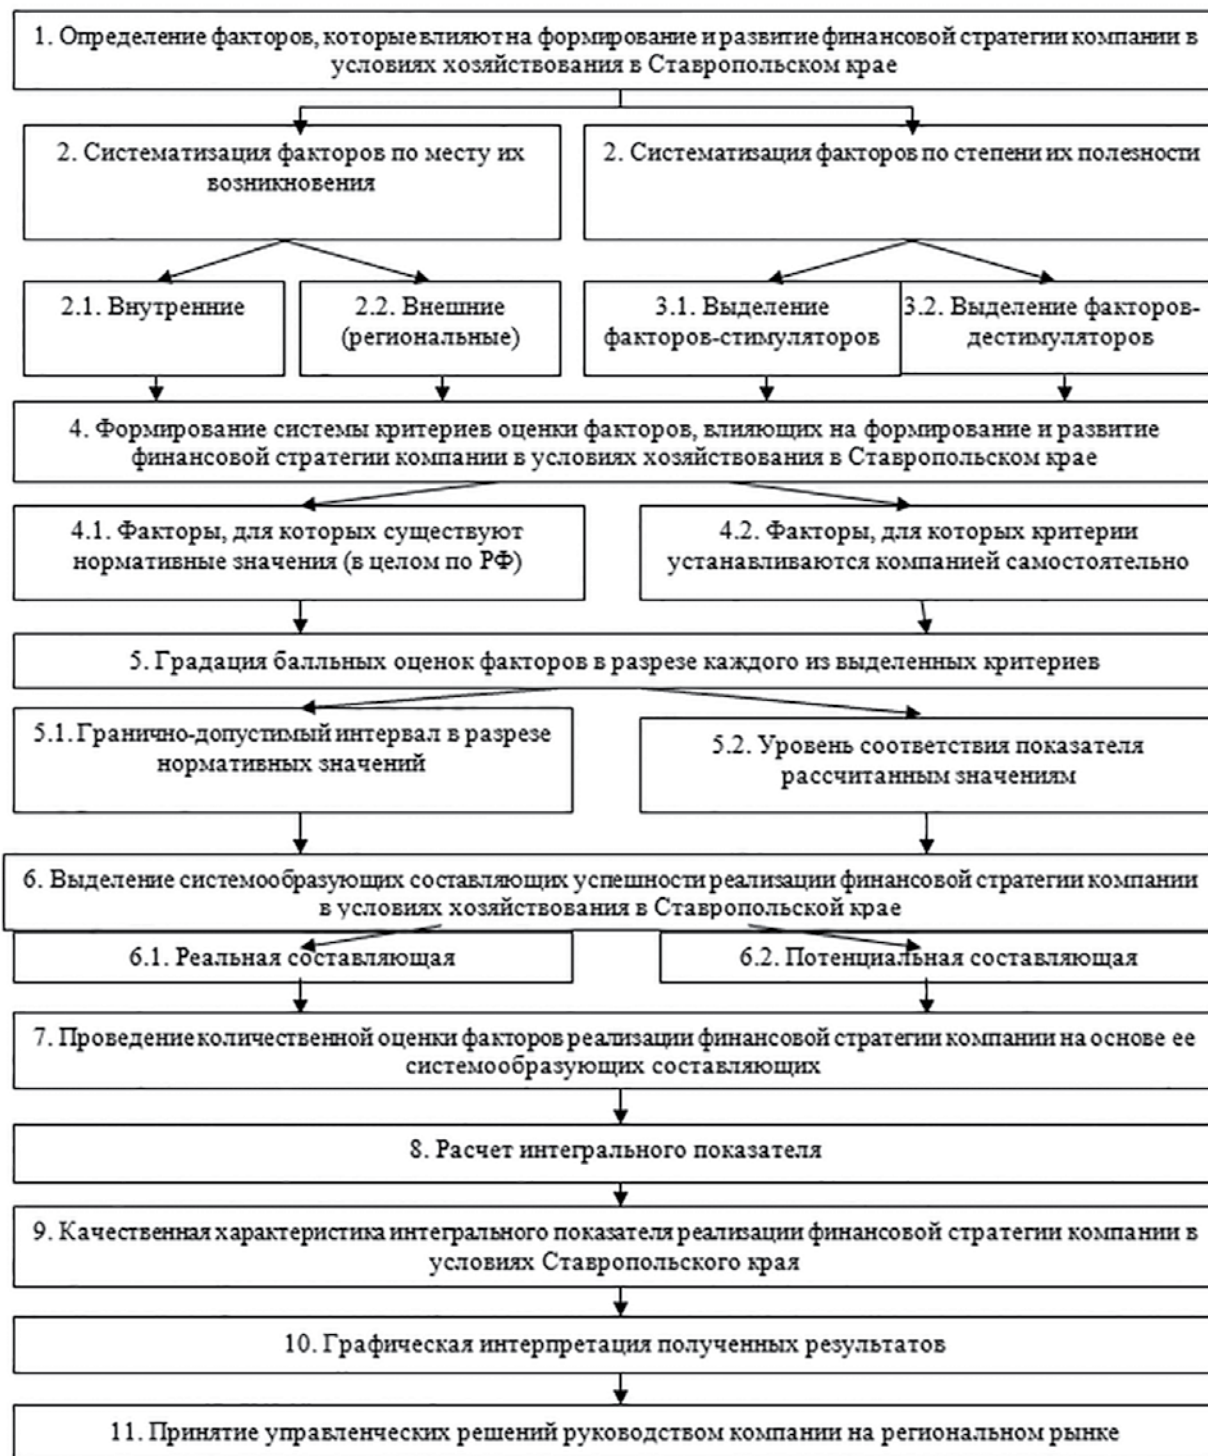 1. Определение факторов, которые влияют на формирование и развитие финансовой стратегии компании в
условиях хозяйствования в Ставропольском крае
2. Систематизация факторов по месту их
возникновения
2. Систематизация факторов по степени их полезности
2.1. Внутренние
2.2. Внешние
(региональные)
3.1. Выделение
факторов-стимуляторов
3.2. Выделение факторов-
дестимуляторов
4. Формирование системы критериев оценки факторов, влияющих на формирование и развитие
финансовой стратегии компании в условиях хозяйствования в Ставропольском крае
4.1. Факторы, для которых существуют
нормативные значения (в целом по РФ)
4.2. Факторы, для которых критерии
устанавливаются компанией самостоятельно
5. Градация балльных оценок факторов в разрезе каждого из выделенных критериев
5.1. Гранично-допустимый интервал в разрезе
нормативных значений
5.2. Уровень соответствия показателя
рассчитанным значениям
6. Выделение системообразующих составляющих успешности реализации финансовой стратегии компании
в условиях хозяйствования в Ставропольской крае
6.1. Реальная составляющая
6.2. Потенциальная составляющая
7. Проведение количественной оценки факторов реализации финансовой стратегии компании на основе ее
системообразующих составляющих
8. Расчет интегрального показателя
9. Качественная характеристика интегрального показателя реализации финансовой стратегии компании в
условиях Ставропольского края
10. Графическая интерпретация полученных результатов
11. Принятие управленческих решений руководством компании на региональном рынке